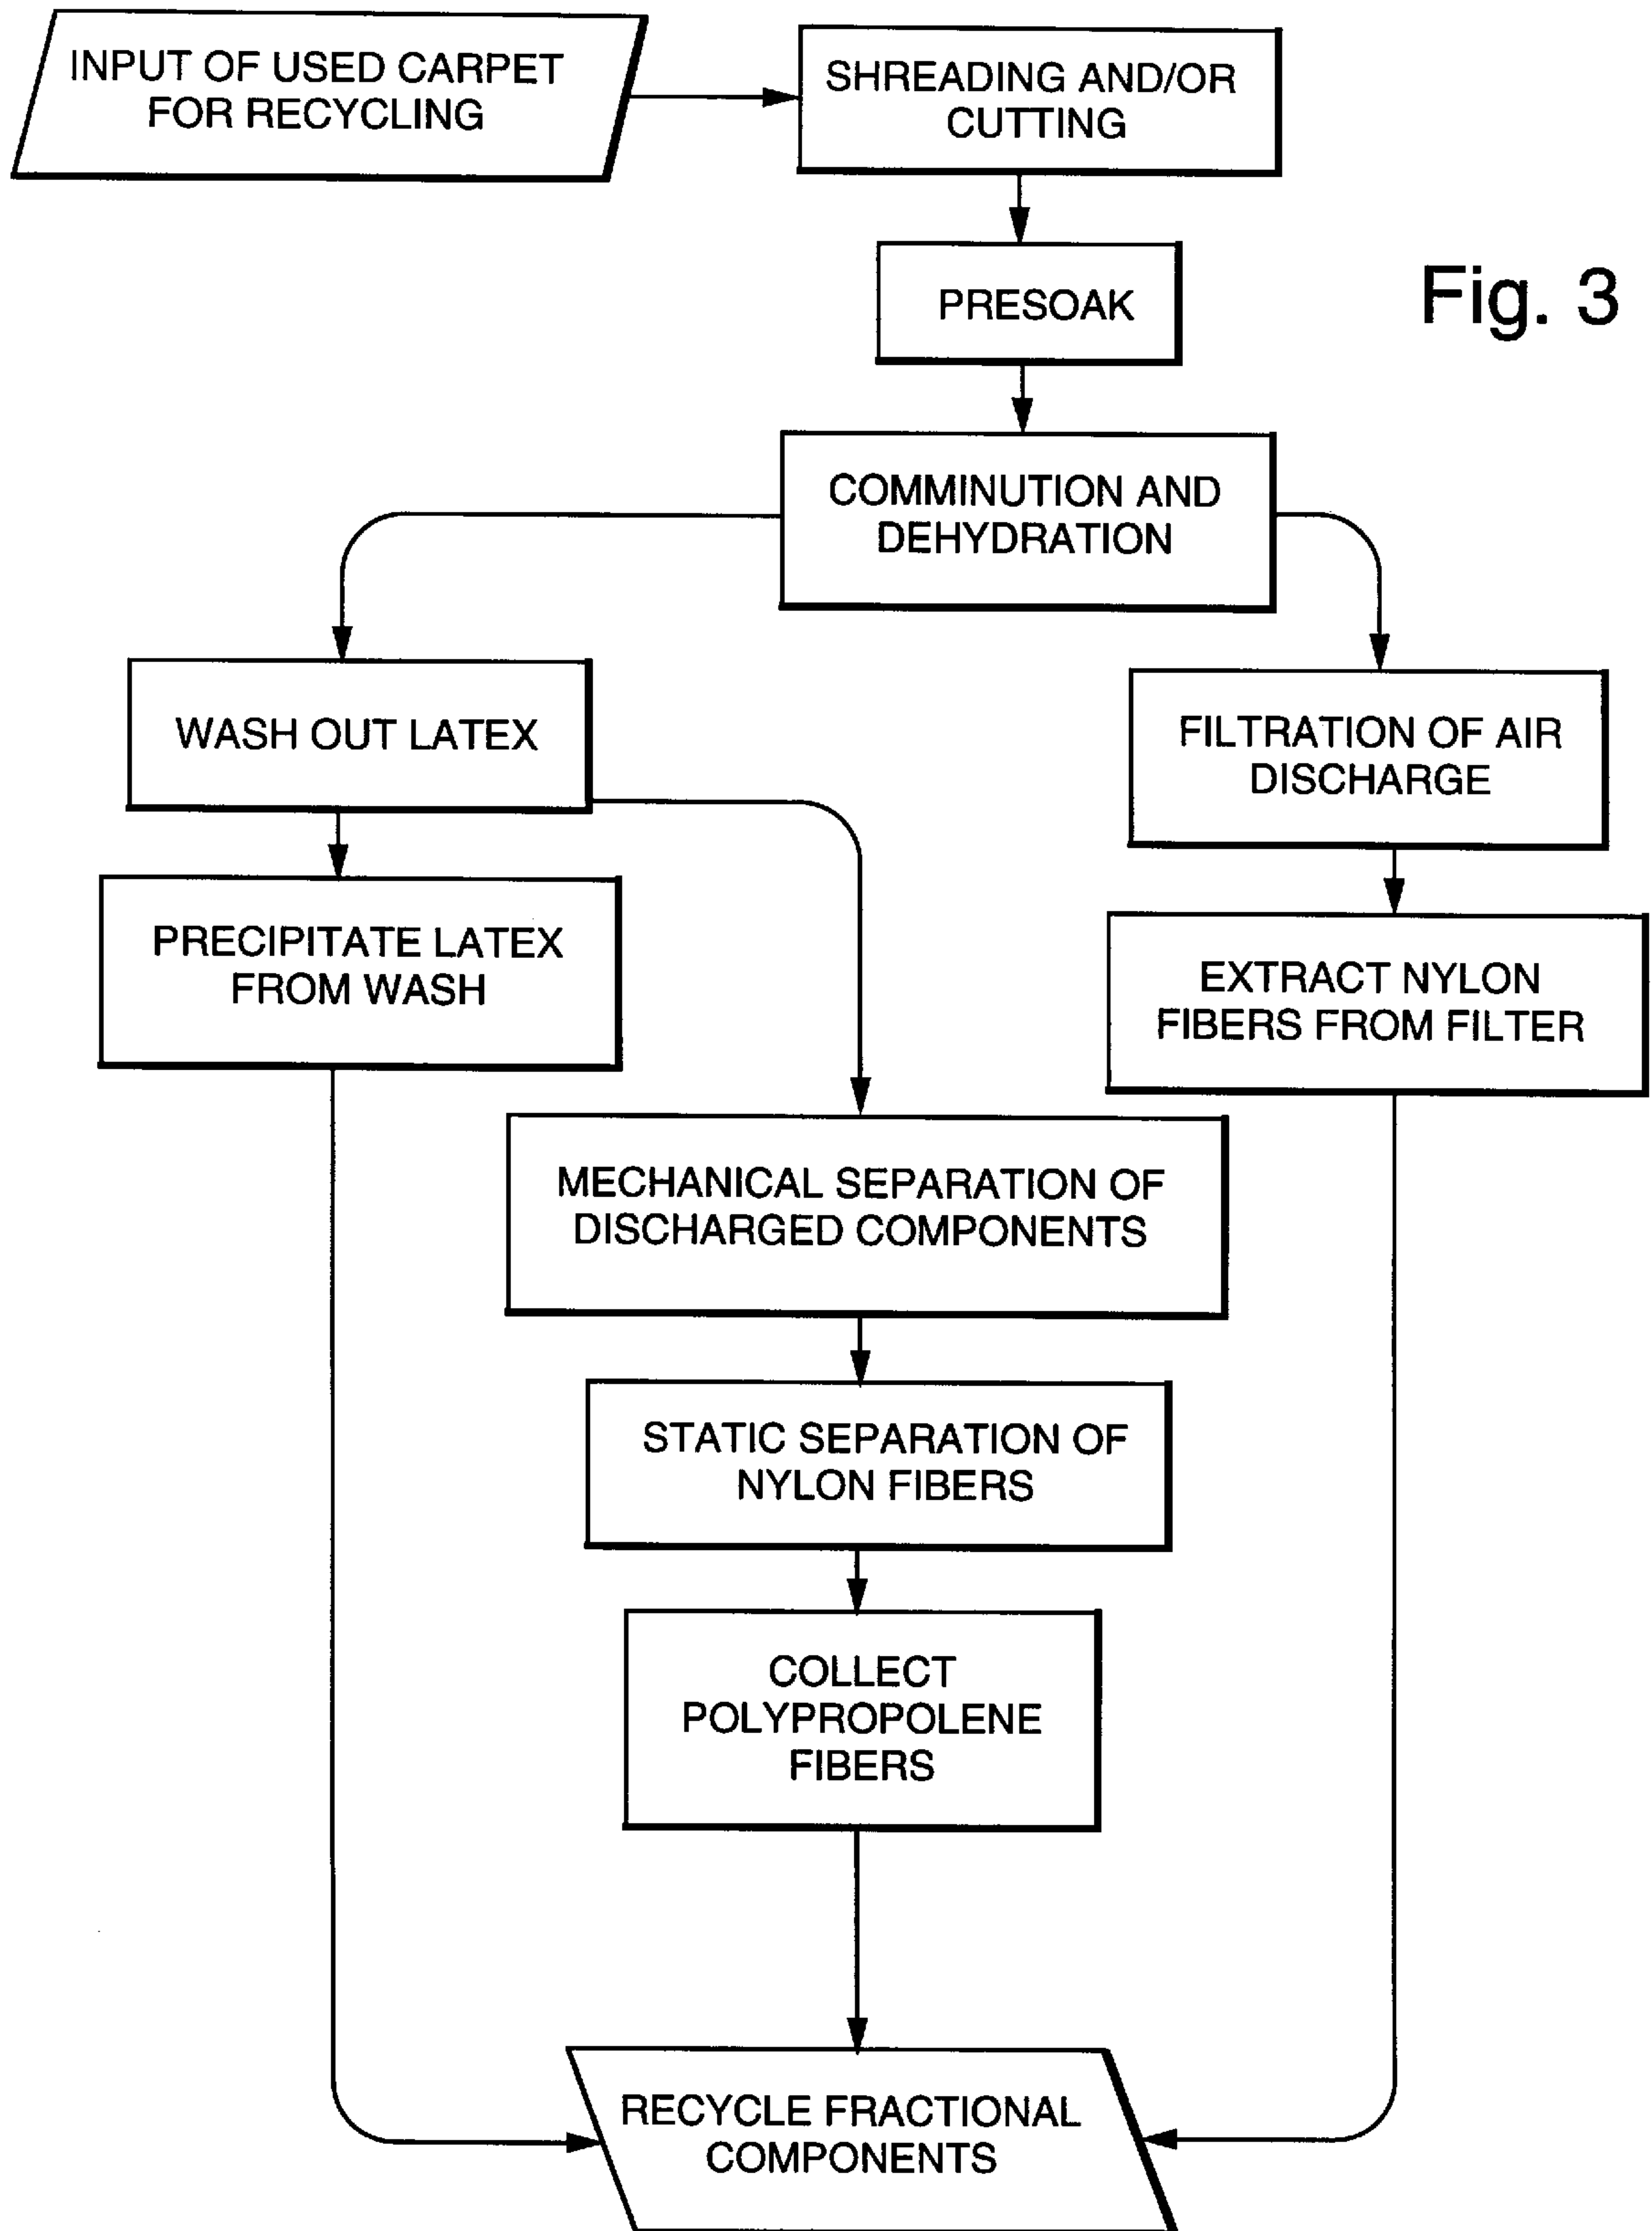 INPUT OF USED CARPET
FOR RECYCLING
SHREADING AND/OR
CUTTING
PRESOAK
Fig. 3
COMMINUTION AND
DEHYDRATION
WASH OUT LATEX
FILTRATION OF AIR
DISCHARGE
PRECIPITATE LATEX
FROM WASH
EXTRACT NYLON
FIBERS FROM FILTER
MECHANICAL SEPARATION OF
DISCHARGED COMPONENTS
STATIC SEPARATION OF
NYLON FIBERS
COLLECT
POLYPROPOLENE
FIBERS
RECYCLE FRACTIONAL
COMPONENTS